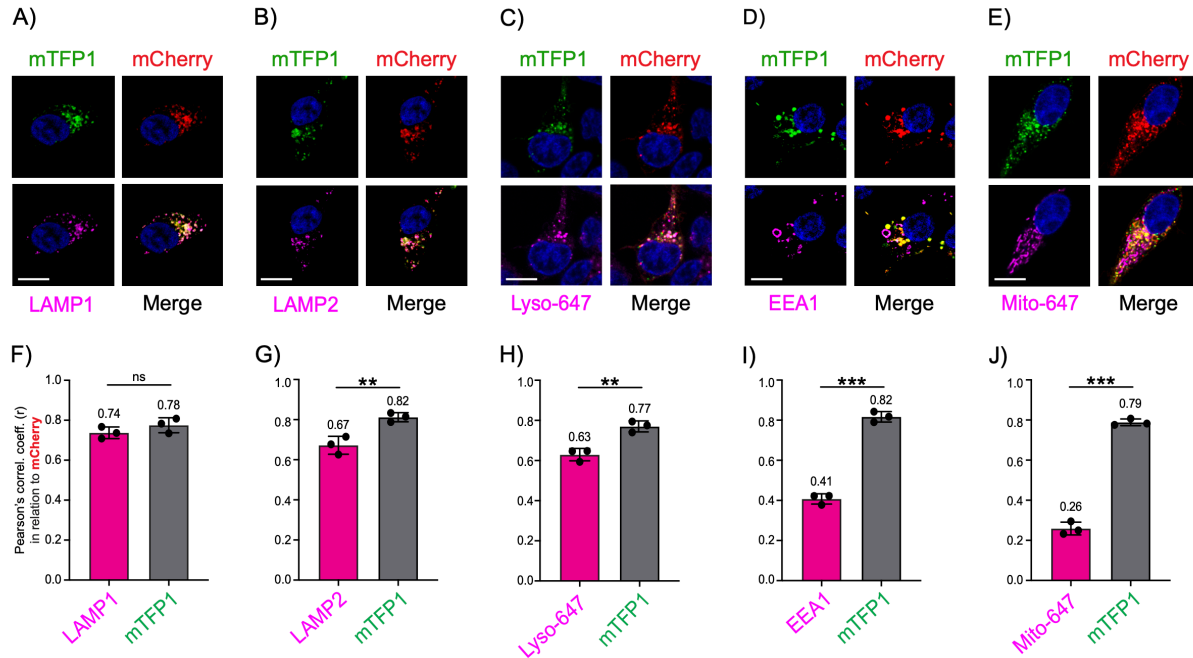 A)
B)
C)
D)
E)
mTFP1 mCherry
mTFP1 mCherry
mTFP1 mCherry
mTFP1 mCherry
mTFP1 mCherry
LAMP1 Merge
LAMP2 Merge
Lyso-647 Merge
EEA1 Merge
Mito-647 Merge
F)
Pearson's correl. coeff. (r)
in relation to mCherry
1.0
0.8
0.6
0.4
0.2
0.0
ns
0.74
0.78
LAMP1
mTFP1
G)
1.0
0.8
0.6
0.4
0.2
0.0
**
0.67
0.82
LAMP2
mTFP1
H)
1.0
0.8
0.6
0.4
0.2
0.0
**
0.63
0.77
Lyso-647
mTFP1
I)
1.0
0.8
0.6
0.4
0.2
0.0
***
0.41
0.82
EEA1
mTFP1
J)
1.0
0.8
0.6
0.4
0.2
0.0
***
0.26
0.79
Mito-647
mTFP1